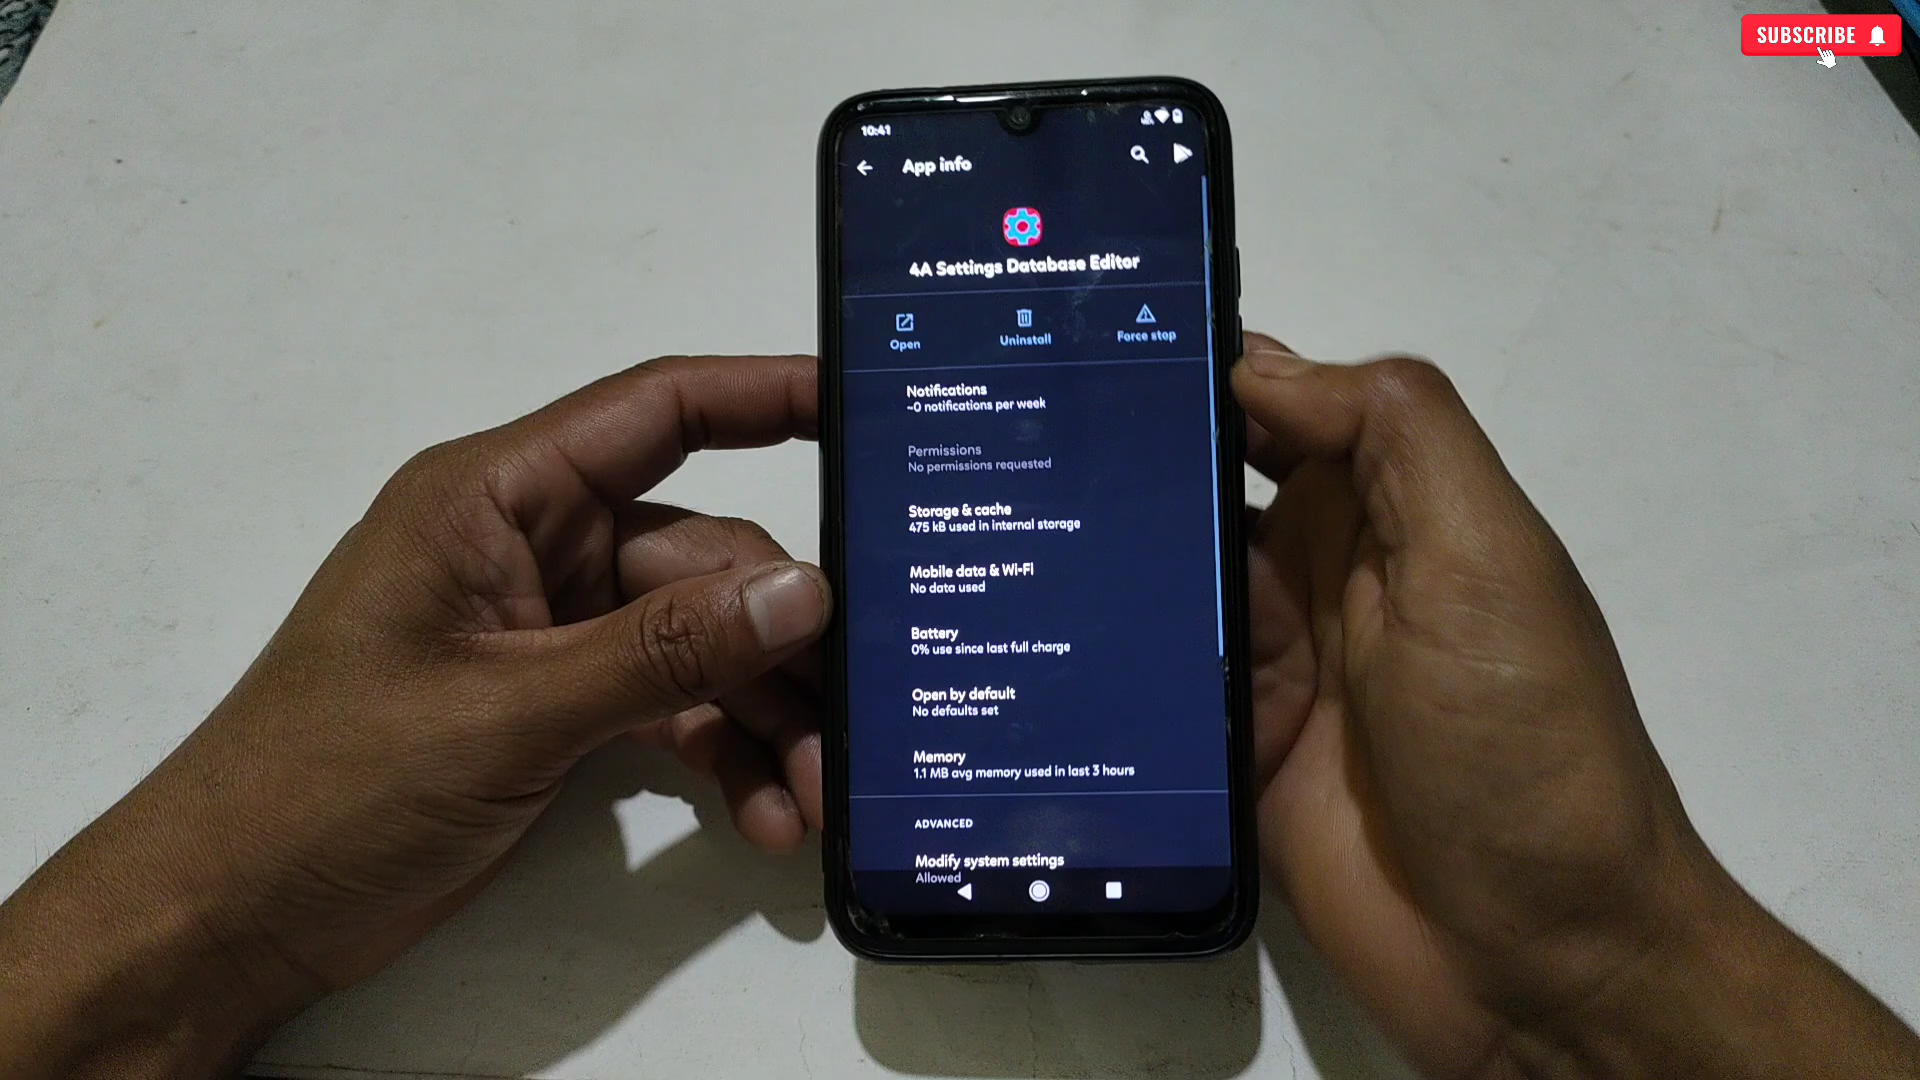 SUBSCRIBE
10:41
App info
4A Settings Database Editor
Open
Uninstall
Force stop
Notifications
~0 notifications per week
Permissions
No permissions requested
Storage & cache
475 kB used in internal storage
Mobile data & Wi-Fi
No data used
Battery
0% use since last full charge
Open by default
No defaults set
Memory
1.1 MB avg memory used in last 3 hours
ADVANCED
Modify system settings
Allowed